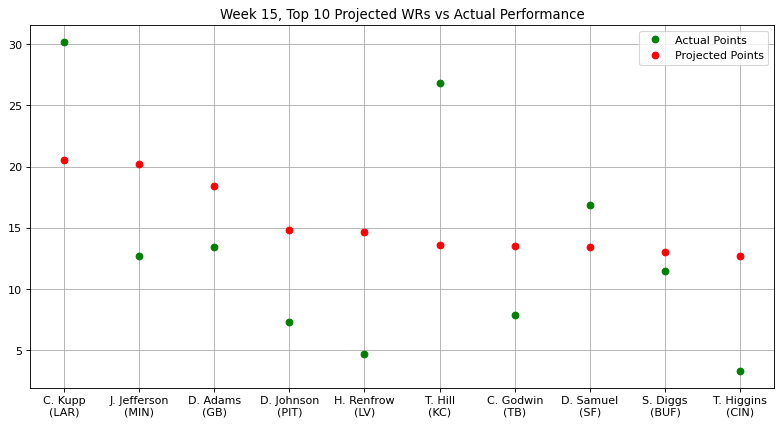 Week 15, Top 10 Projected WRs vs Actual Performance
Actual Points
Projected Points
30
25
20
15
10
5
C. Kupp J. Jefferson D. Adams D. Johnson H. Renfrow T. Hill C. Godwin D. Samuel S. Diggs T. Higgins
(LAR) (MIN) (GB) (PIT) (LV) (KC) (TB) (SF) (BUF) (CIN)